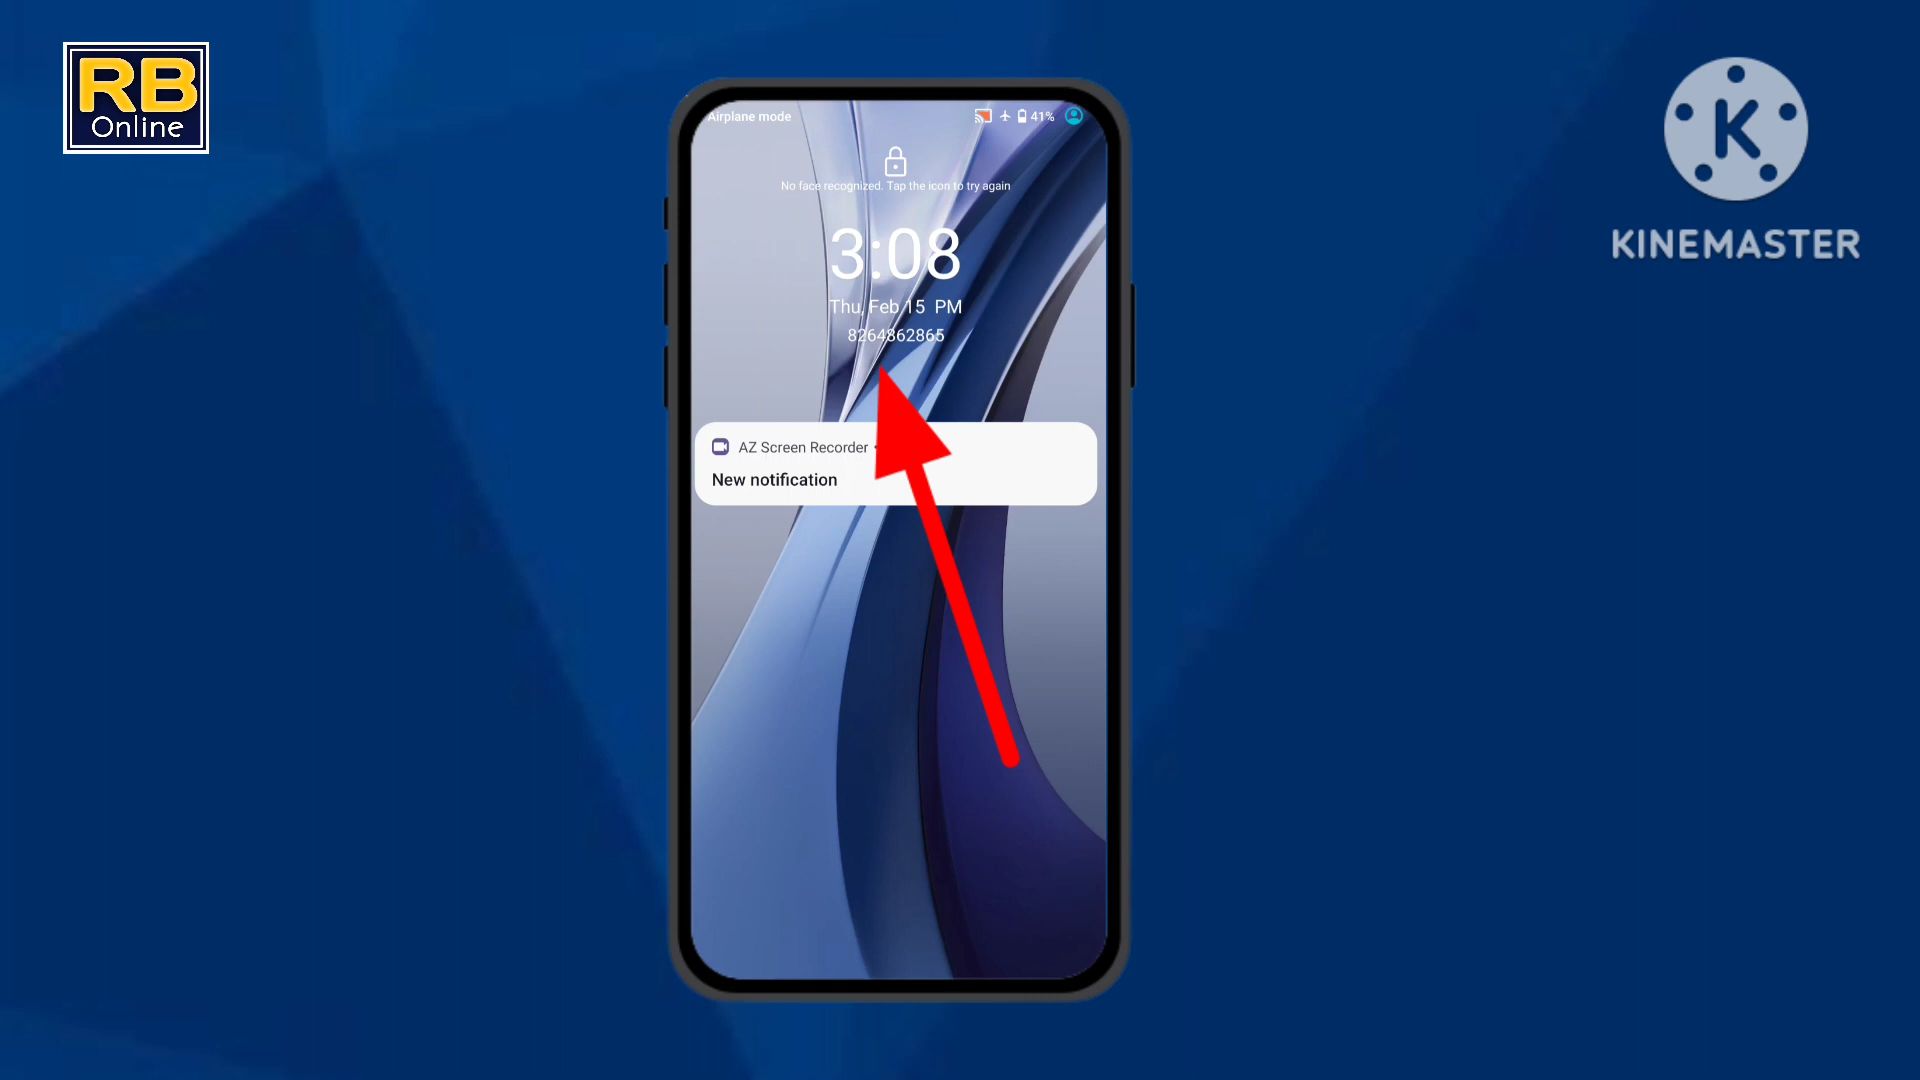 RB
Online
K
KINEMASTER
Airplane mode
41%
No face recognized. Tap the icon to try again
3:08
Thu, Feb 15 PM
8264862865
AZ Screen Recorder
New notification